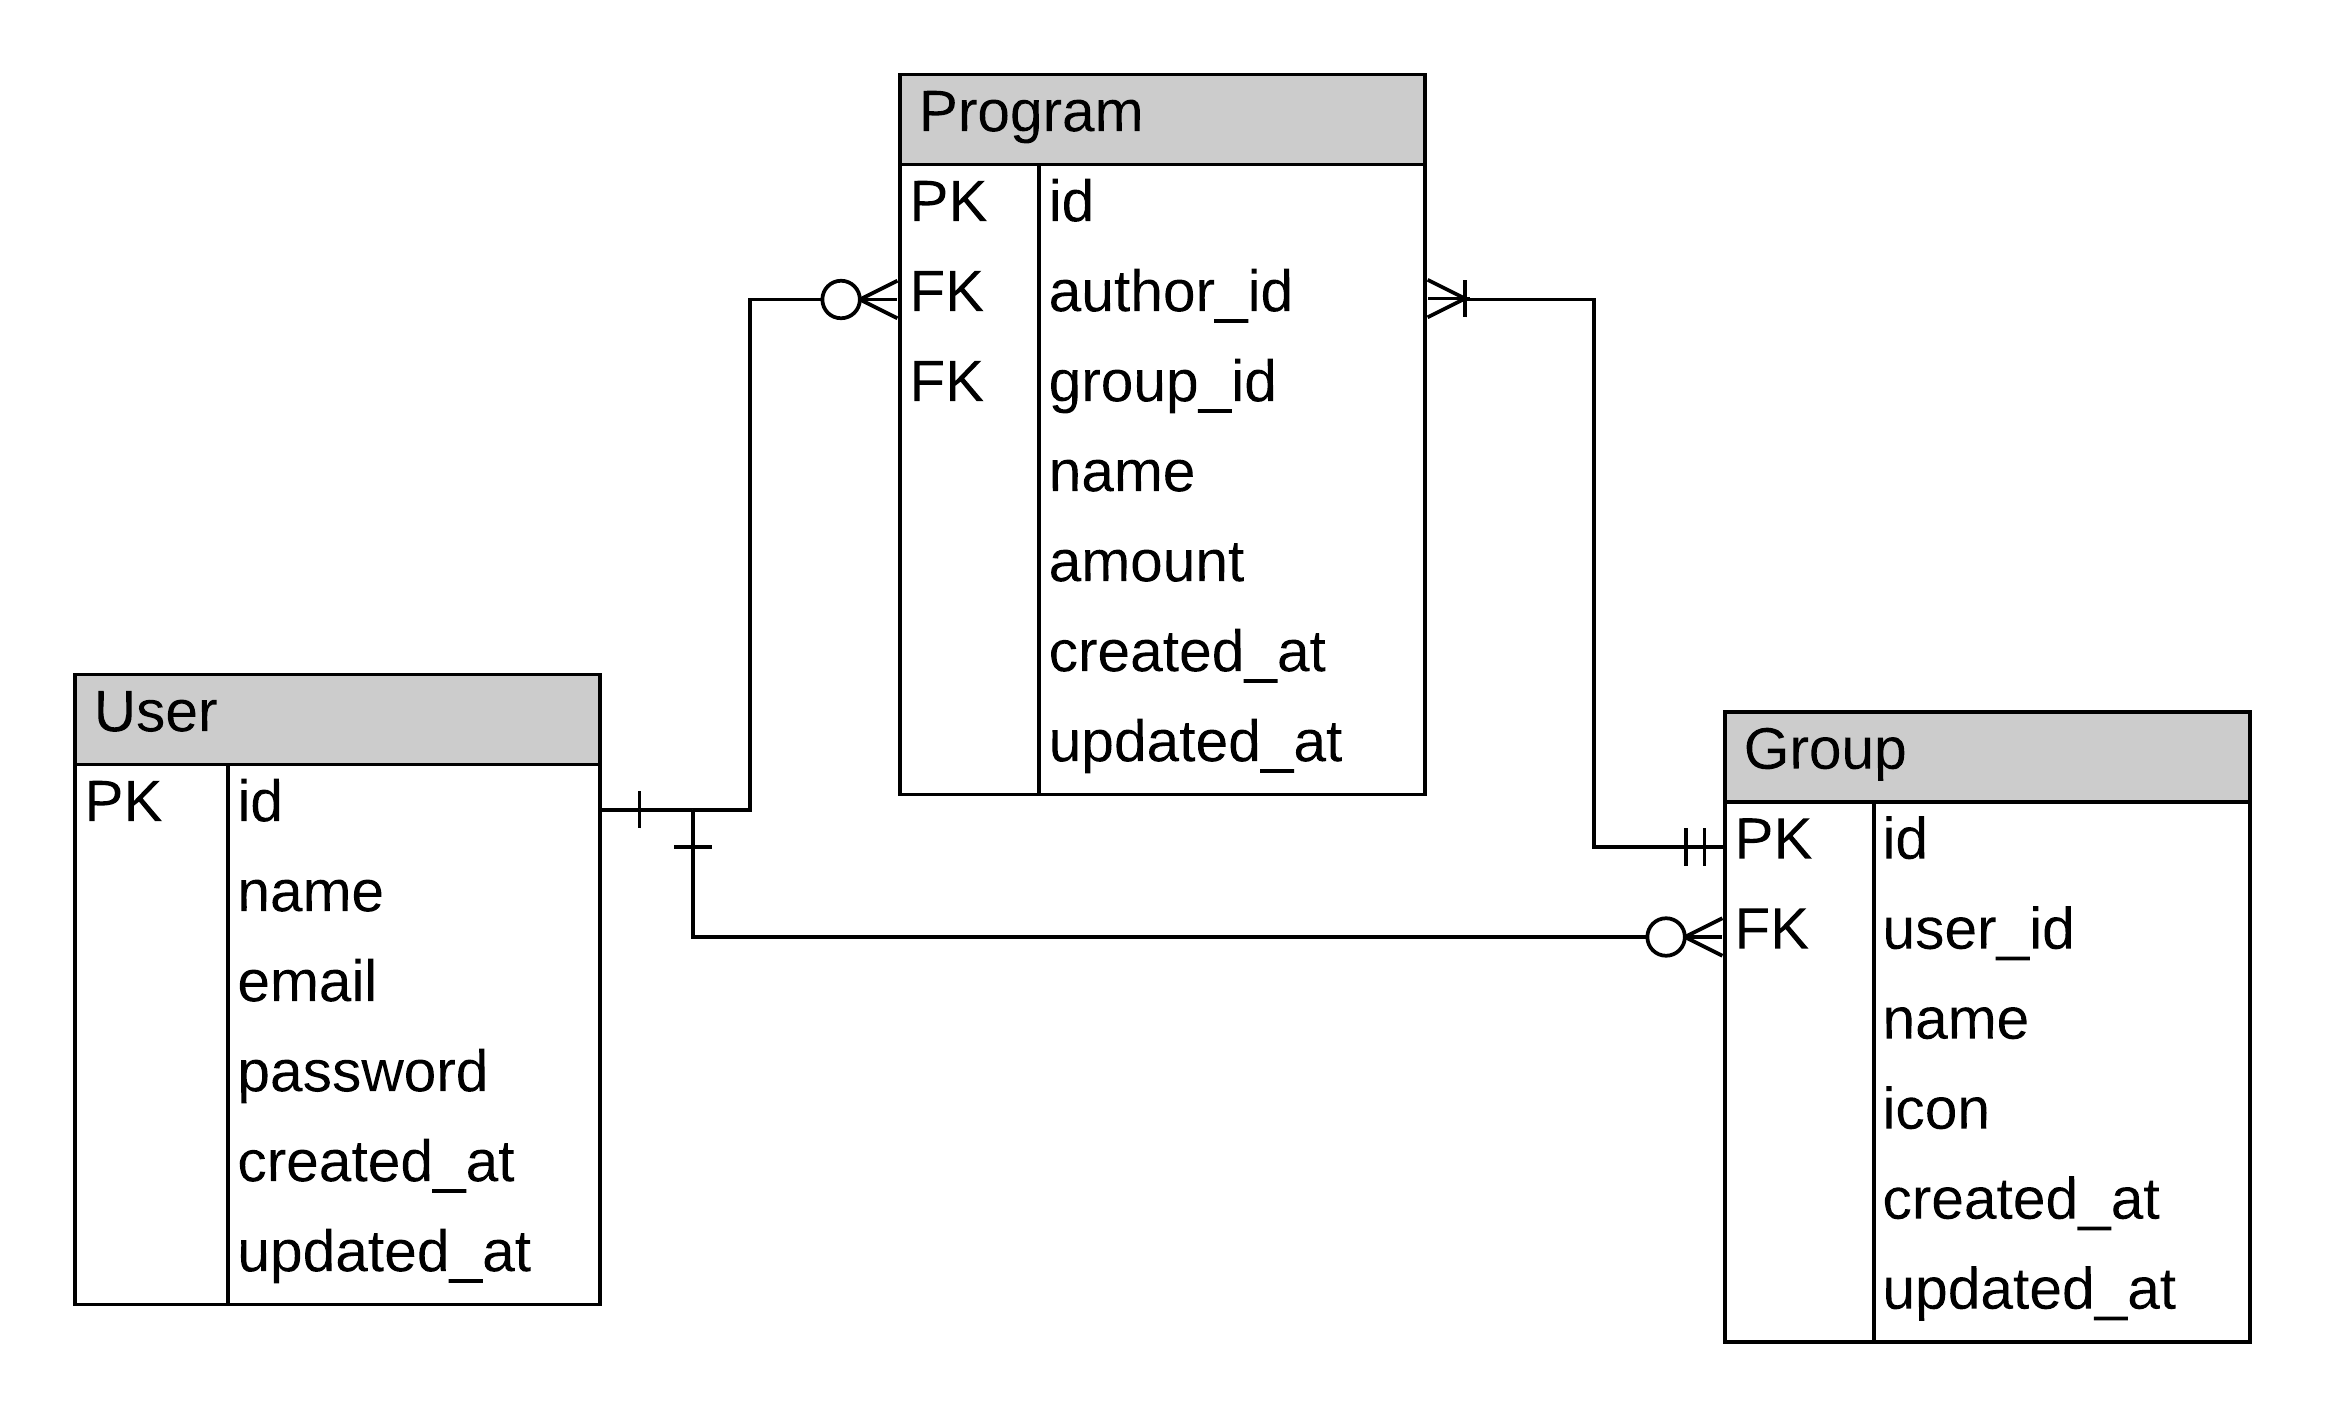 Program
PK id
FK author_id
FK group_id
name
amount
created_at
updated_at
User
PK id
name
email
password
created_at
updated_at
Group
PK id
FK user_id
name
icon
created_at
updated_at